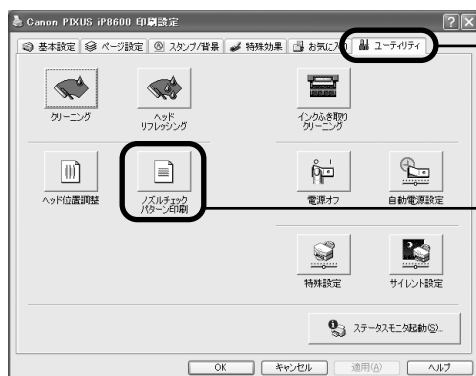 Canon PIXUS iP8600 印刷設定
基本設定 ページ設定 スタンプ/背景 特殊効果 お気に入り ユーティリティ
クリーニング
ヘッド
リフレッシング
インクふき取り
クリーニング
ヘッド位置調整
ノズルチェック
パターン印刷
電源オフ
自動電源設定
特殊設定
サイレント設定
ステータスモニタ起動(S)...
OK キャンセル 適用(A) ヘルプ